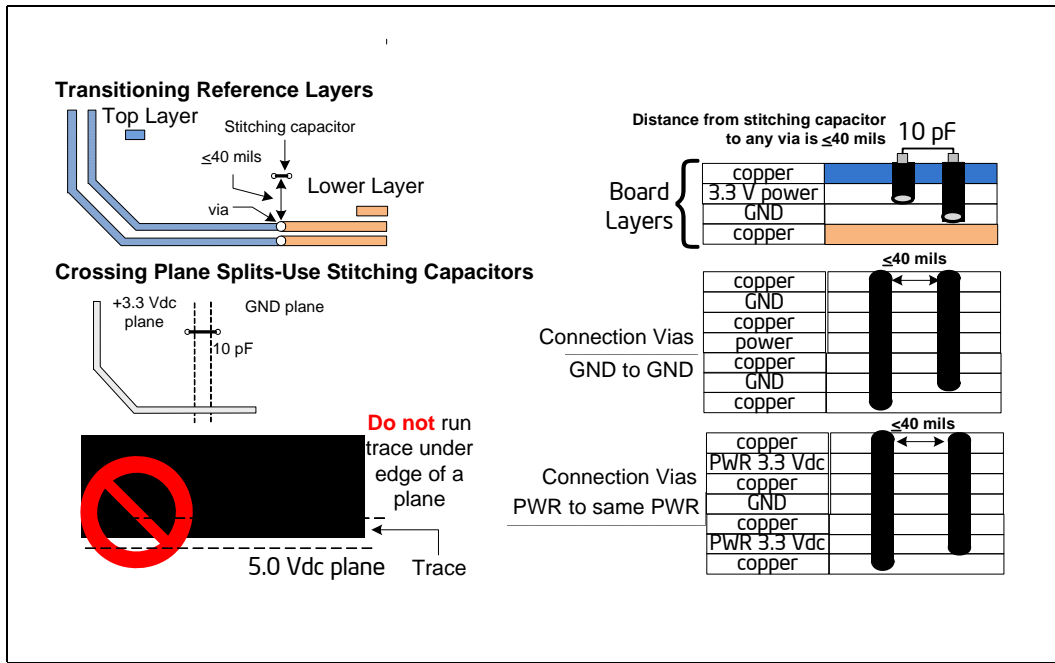 Transitioning Reference Layers
Top Layer
Stitching capacitor
≤40 mils
Lower Layer
via
Crossing Plane Splits-Use Stitching Capacitors
+3.3 Vdc
plane
GND plane
10 pF
Do not run
trace under
edge of a
plane
5.0 Vdc plane
Trace
Distance from stitching capacitor
to any via is ≤40 mils
10 pF
Board
Layers
copper
3.3 V power
GND
copper
≤40 mils
Connection Vias
GND to GND
copper
GND
copper
power
copper
GND
copper
≤40 mils
Connection Vias
PWR to same PWR
copper
PWR 3.3 Vdc
copper
GND
copper
PWR 3.3 Vdc
copper